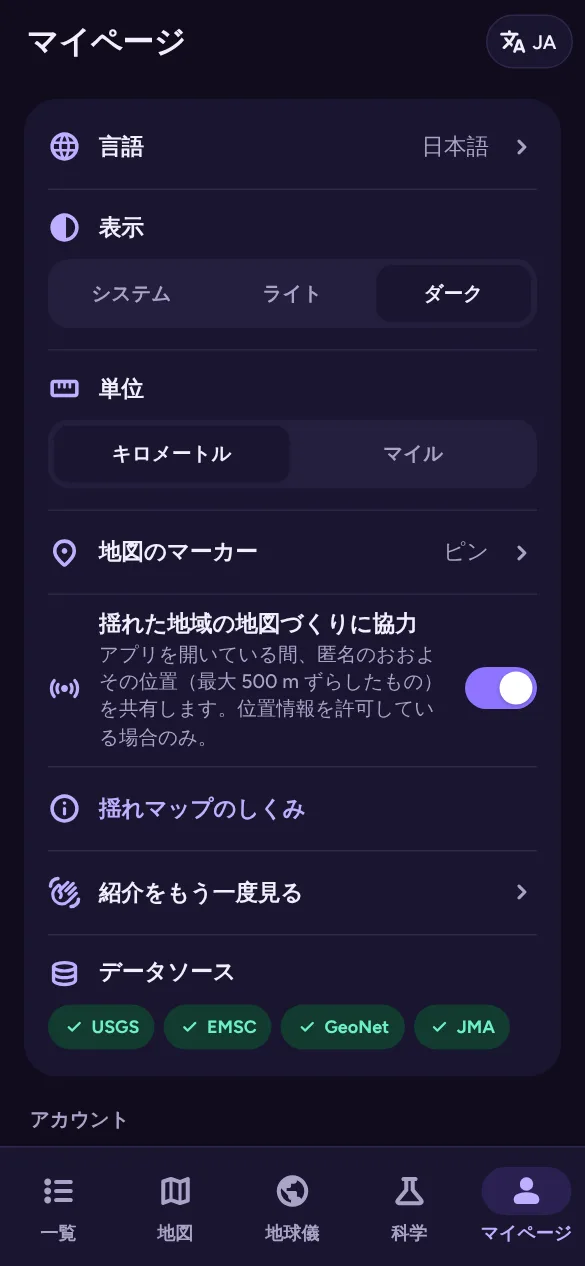 マイページ
JA
言語
日本語
表示
システム
ライト
ダーク
単位
キロメートル
マイル
地図のマーカー
ピン
揺れた地域の地図づくりに協力
アプリを開いている間、匿名のおおよ
その位置（最大 500 m ずらしたもの）
を共有します。位置情報を許可してい
る場合のみ。
揺れマップのしくみ
紹介をもう一度見る
データソース
USGS
EMSC
GeoNet
JMA
アカウント
一覧
地図
地球儀
科学
マイページ